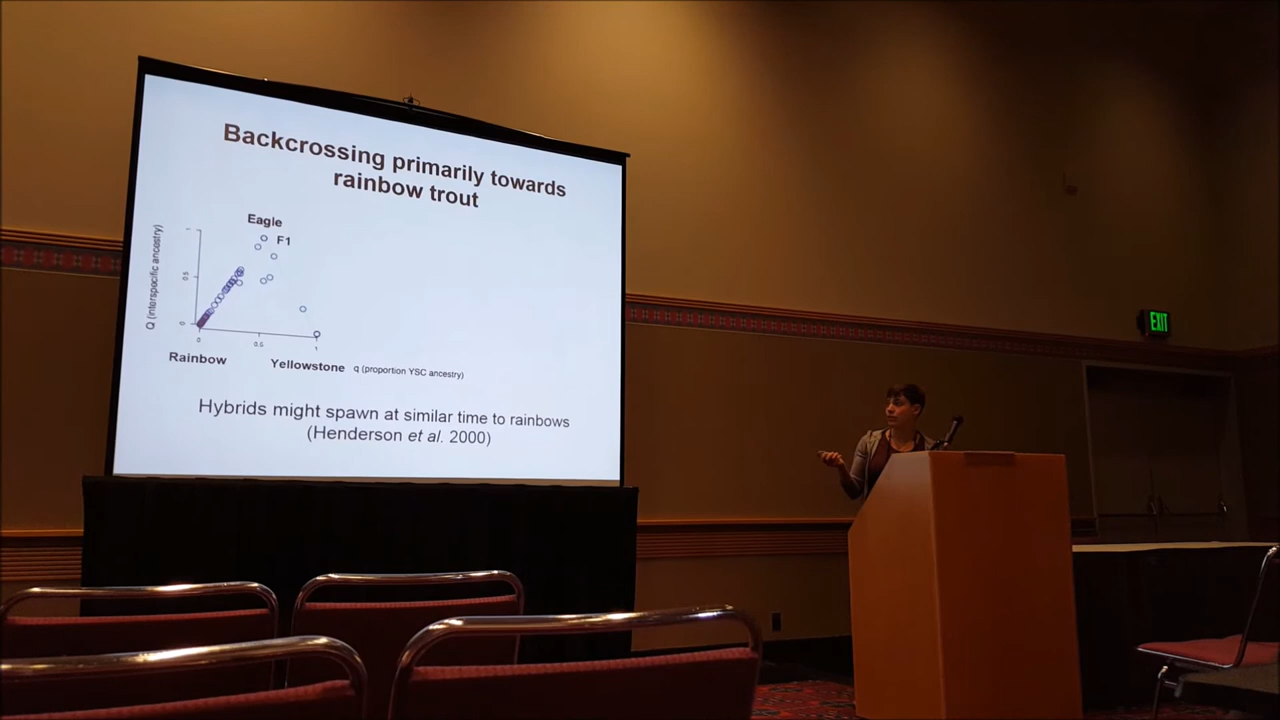 Backcrossing primarily towards
rainbow trout
Eagle
F1
Q (interspecific ancestry)
1
0.5
0
0
0.5
1
Rainbow
Yellowstone q (proportion YSC ancestry)
Hybrids might spawn at similar time to rainbows
(Henderson et al. 2000)
EXIT